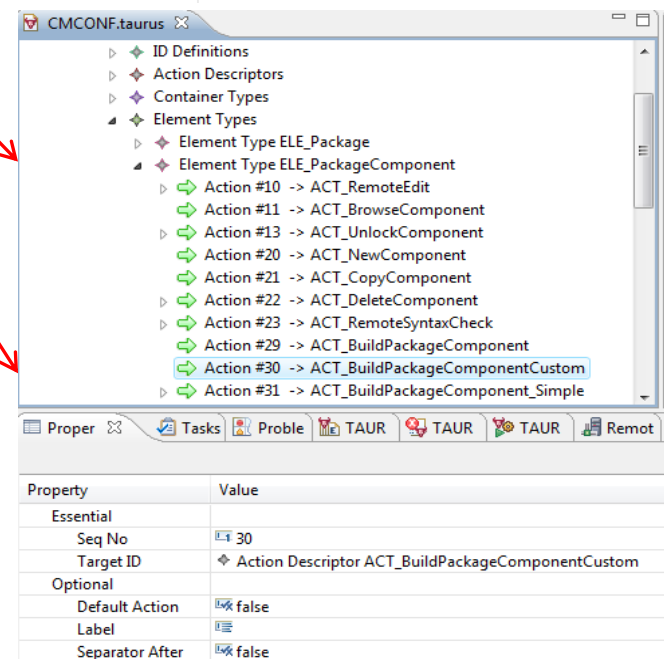 CMCONF.taurus
ID Definitions
Action Descriptors
Container Types
Element Types
Element Type ELE_Package
Element Type ELE_PackageComponent
Action #10 -> ACT_RemoteEdit
Action #11 -> ACT_BrowseComponent
Action #13 -> ACT_UnlockComponent
Action #20 -> ACT_NewComponent
Action #21 -> ACT_CopyComponent
Action #22 -> ACT_DeleteComponent
Action #23 -> ACT_RemoteSyntaxCheck
Action #29 -> ACT_BuildPackageComponent
Action #30 -> ACT_BuildPackageComponentCustom
Action #31 -> ACT_BuildPackageComponent_Simple
Proper Tasks Proble TAUR TAUR TAUR Remot
Property Value
Essential
Seq No 30
Target ID Action Descriptor ACT_BuildPackageComponentCustom
Optional
Default Action false
Label
Separator After false